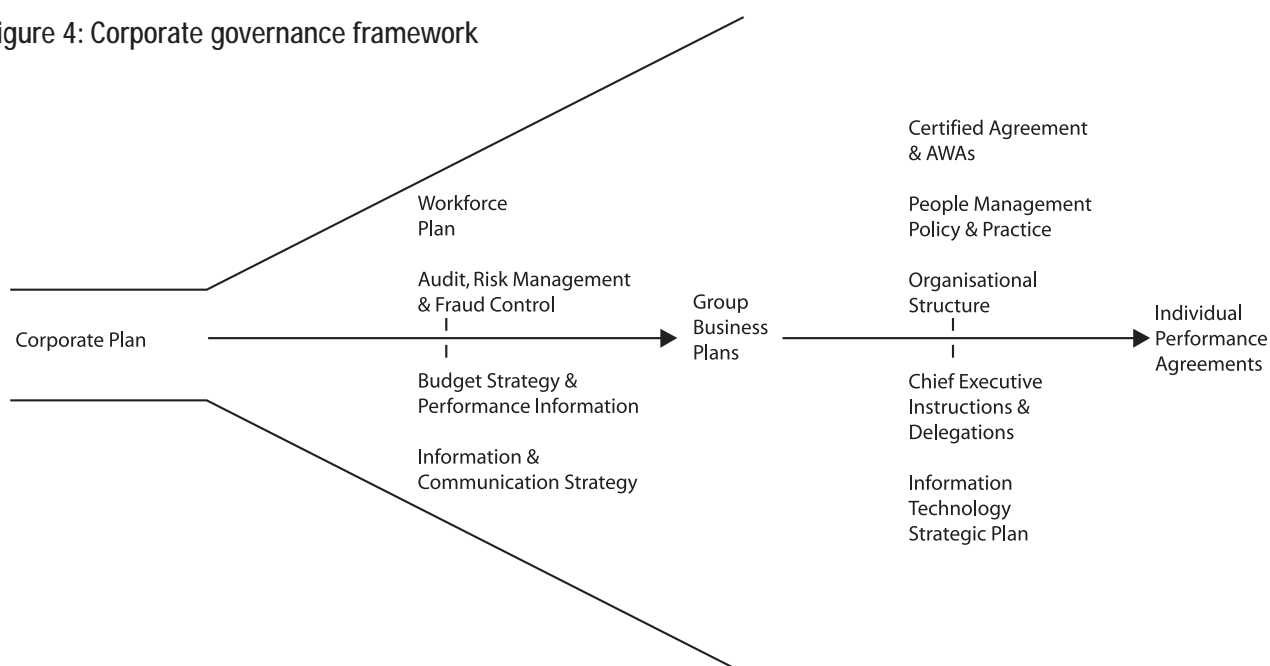 igure 4: Corporate governance framework
Corporate Plan
Workforce
Plan
Audit, Risk Management
& Fraud Control
Budget Strategy &
Performance Information
Information &
Communication Strategy
Group
Business
Plans
Certified Agreement
& AWAs
People Management
Policy & Practice
Organisational
Structure
Chief Executive
Instructions &
Delegations
Information
Technology
Strategic Plan
Individual
Performance
Agreements